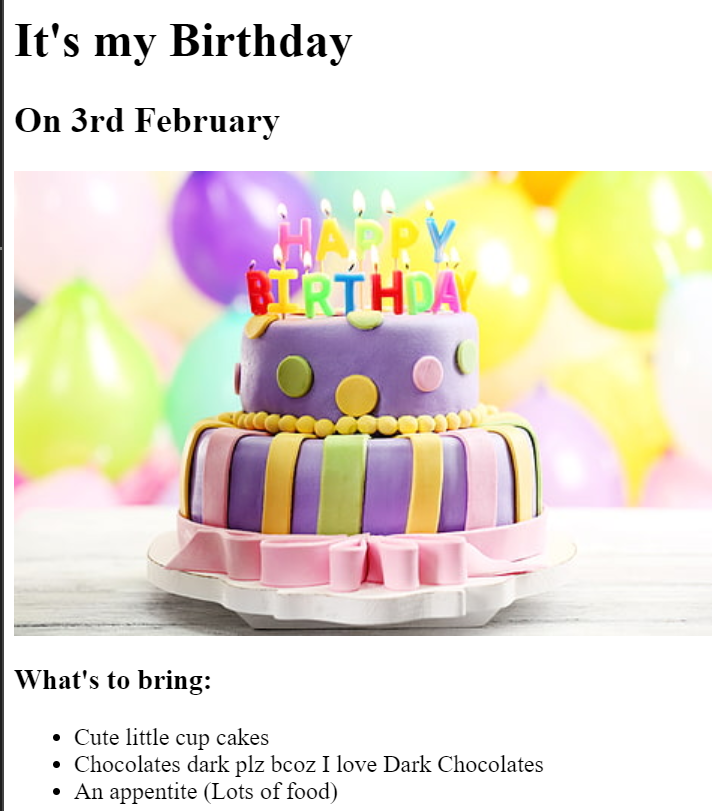 It's my Birthday
On 3rd February
HAPPY
BIRTHDAY
What's to bring:
Cute little cup cakes
Chocolates dark plz bcoz I love Dark Chocolates
An appentite (Lots of food)